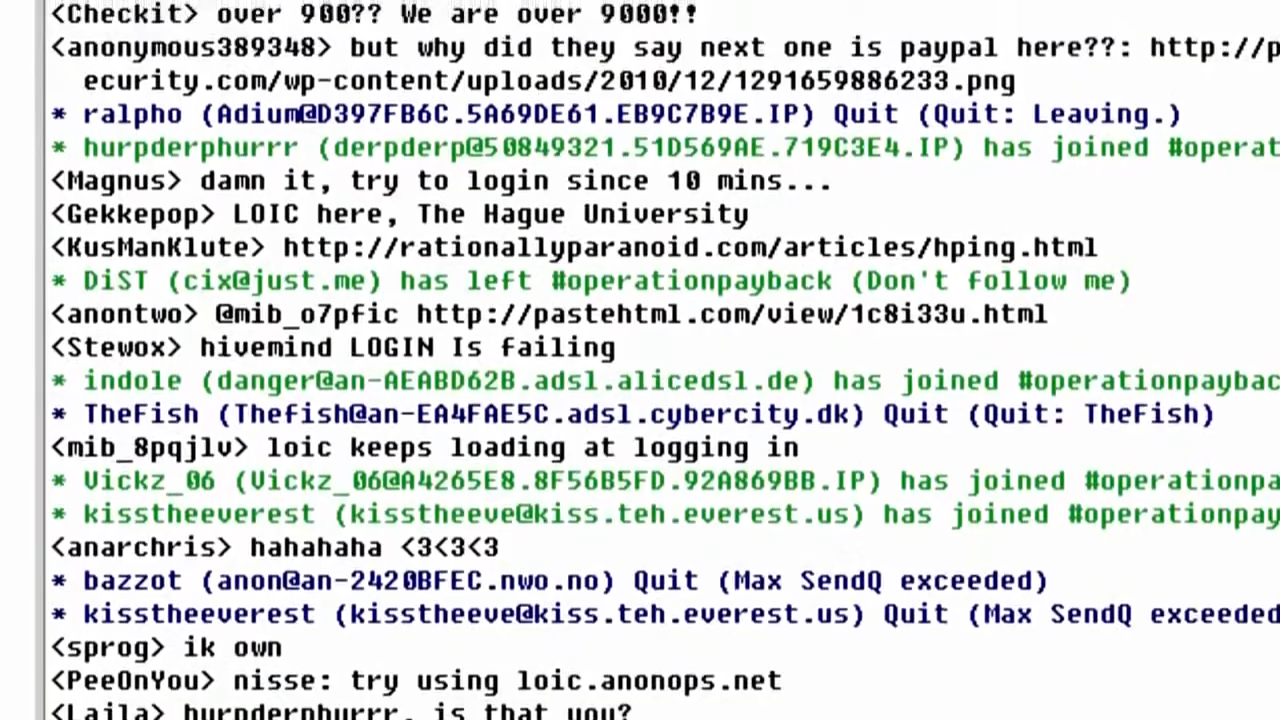 <Checkit> over 900?? We are over 9000!!
<anonymous389348> but why did they say next one is paypal here??: http://p
ecurity.com/wp-content/uploads/2010/12/1291659886233.png
* ralpho (Adium@D397FB6C.5A69DE61.EB9C7B9E.IP) Quit (Quit: Leaving.)
* hurpderphurrr (derpderp@50849321.51D569AE.719C3E4.IP) has joined #operat
<Magnus> damn it, try to login since 10 mins...
<Gekkepop> LOIC here, The Hague University
<KusManKlute> http://rationallyparanoid.com/articles/hping.html
* DiST (cix@just.me) has left #operationpayback (Don't follow me)
<anontwo> @mib_o7pfic http://pastehtml.com/view/1c8i33u.html
<Stewox> hivemind LOGIN Is failing
* indole (danger@an-AEABD62B.adsl.alicedsl.de) has joined #operationpaybac
* TheFish (Thefish@an-EA4FAE5C.adsl.cybercity.dk) Quit (Quit: TheFish)
<mib_8pqjlv> loic keeps loading at logging in
* Vickz_06 (Vickz_06@A4265E8.8F56B5FD.92A869BB.IP) has joined #operationpa
* kisstheeverest (kisstheeve@kiss.teh.everest.us) has joined #operationpay
<anarchris> hahahaha <3<3<3
* bazzot (anon@an-2420BFEC.nwo.no) Quit (Max SendQ exceeded)
* kisstheeverest (kisstheeve@kiss.teh.everest.us) Quit (Max SendQ exceeded
<sprog> ik own
<PeeOnYou> nisse: try using loic.anonops.net
<Laila> hurpderphurrr, is that you?